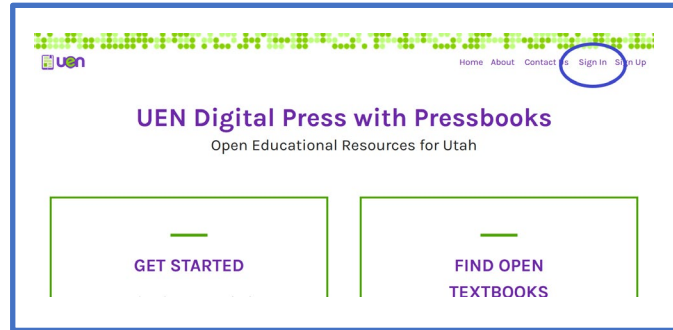 uen
Home About Contact Us Sign In Sign Up
UEN Digital Press with Pressbooks
Open Educational Resources for Utah
GET STARTED
FIND OPEN
TEXTBOOKS